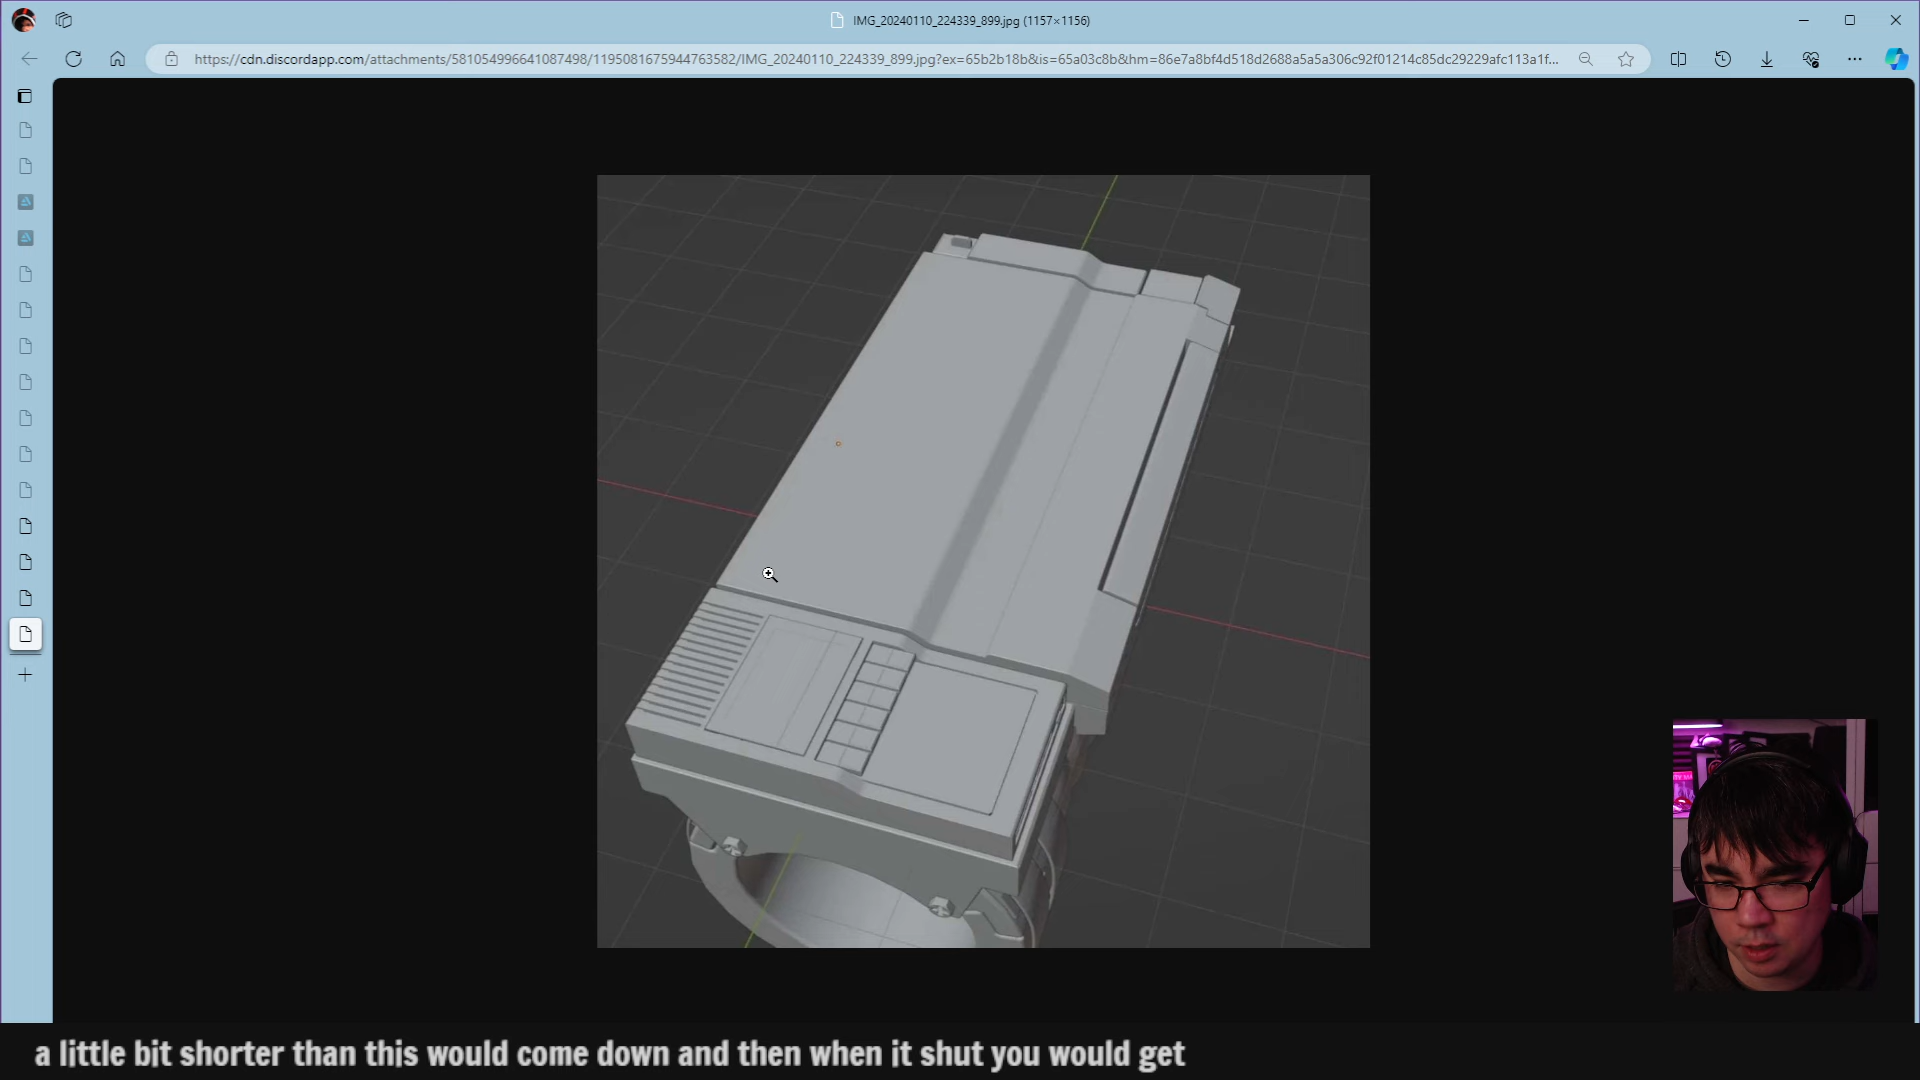 IMG_20240110_224339_899.jpg (1157×1156)
https://cdn.discordapp.com/attachments/581054996641087498/1195081675944763582/IMG_20240110_224339_899.jpg?ex=65b2b18b&is=65a03c8b&hm=86e7a8bf4d518d2688a5a5a306c92f01214c85dc29229afc113a1f...
a little bit shorter than this would come down and then when it shut you would get